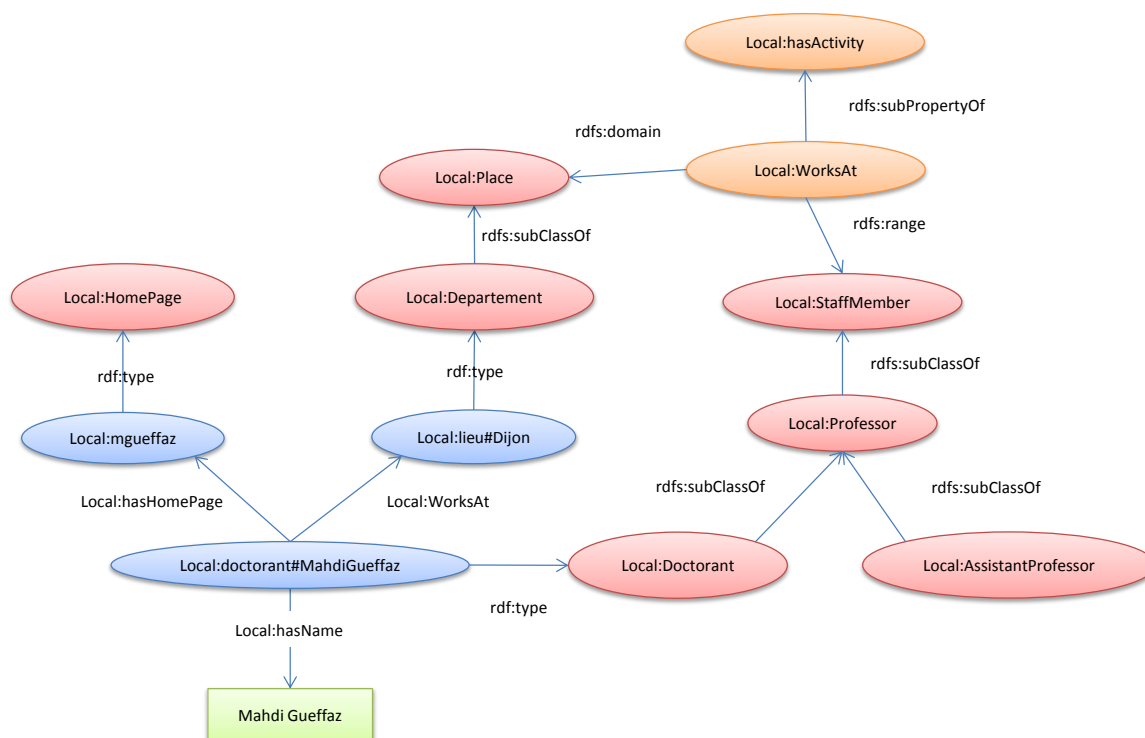 Local:hasActivity
rdfs:subPropertyOf
rdfs:domain
Local:Place
Local:WorksAt
rdfs:subClassOf
rdfs:range
Local:HomePage
Local:Departement
Local:StaffMember
rdf:type
rdf:type
rdfs:subClassOf
Local:mgueffaz
Local:lieu#Dijon
Local:Professor
Local:hasHomePage
Local:WorksAt
rdfs:subClassOf
rdfs:subClassOf
Local:doctorant#MahdiGueffaz
Local:Doctorant
Local:AssistantProfessor
rdf:type
Local:hasName
Mahdi Gueffaz